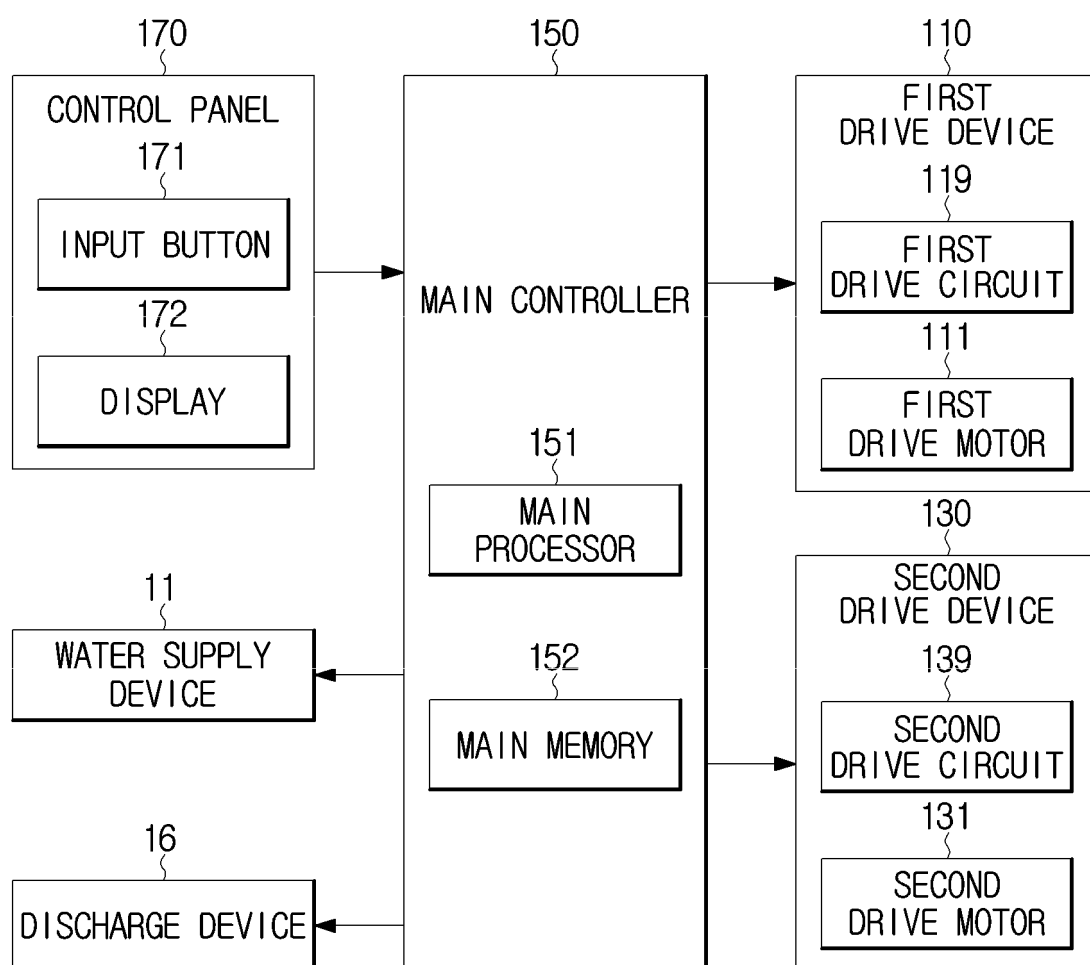 170
CONTROL PANEL
171
INPUT BUTTON
172
DISPLAY
11
WATER SUPPLY
DEVICE
16
DISCHARGE DEVICE
150
MAIN CONTROLLER
151
MAIN
PROCESSOR
152
MAIN MEMORY
110
FIRST
DRIVE DEVICE
119
FIRST
DRIVE CIRCUIT
111
FIRST
DRIVE MOTOR
130
SECOND
DRIVE DEVICE
139
SECOND
DRIVE CIRCUIT
131
SECOND
DRIVE MOTOR